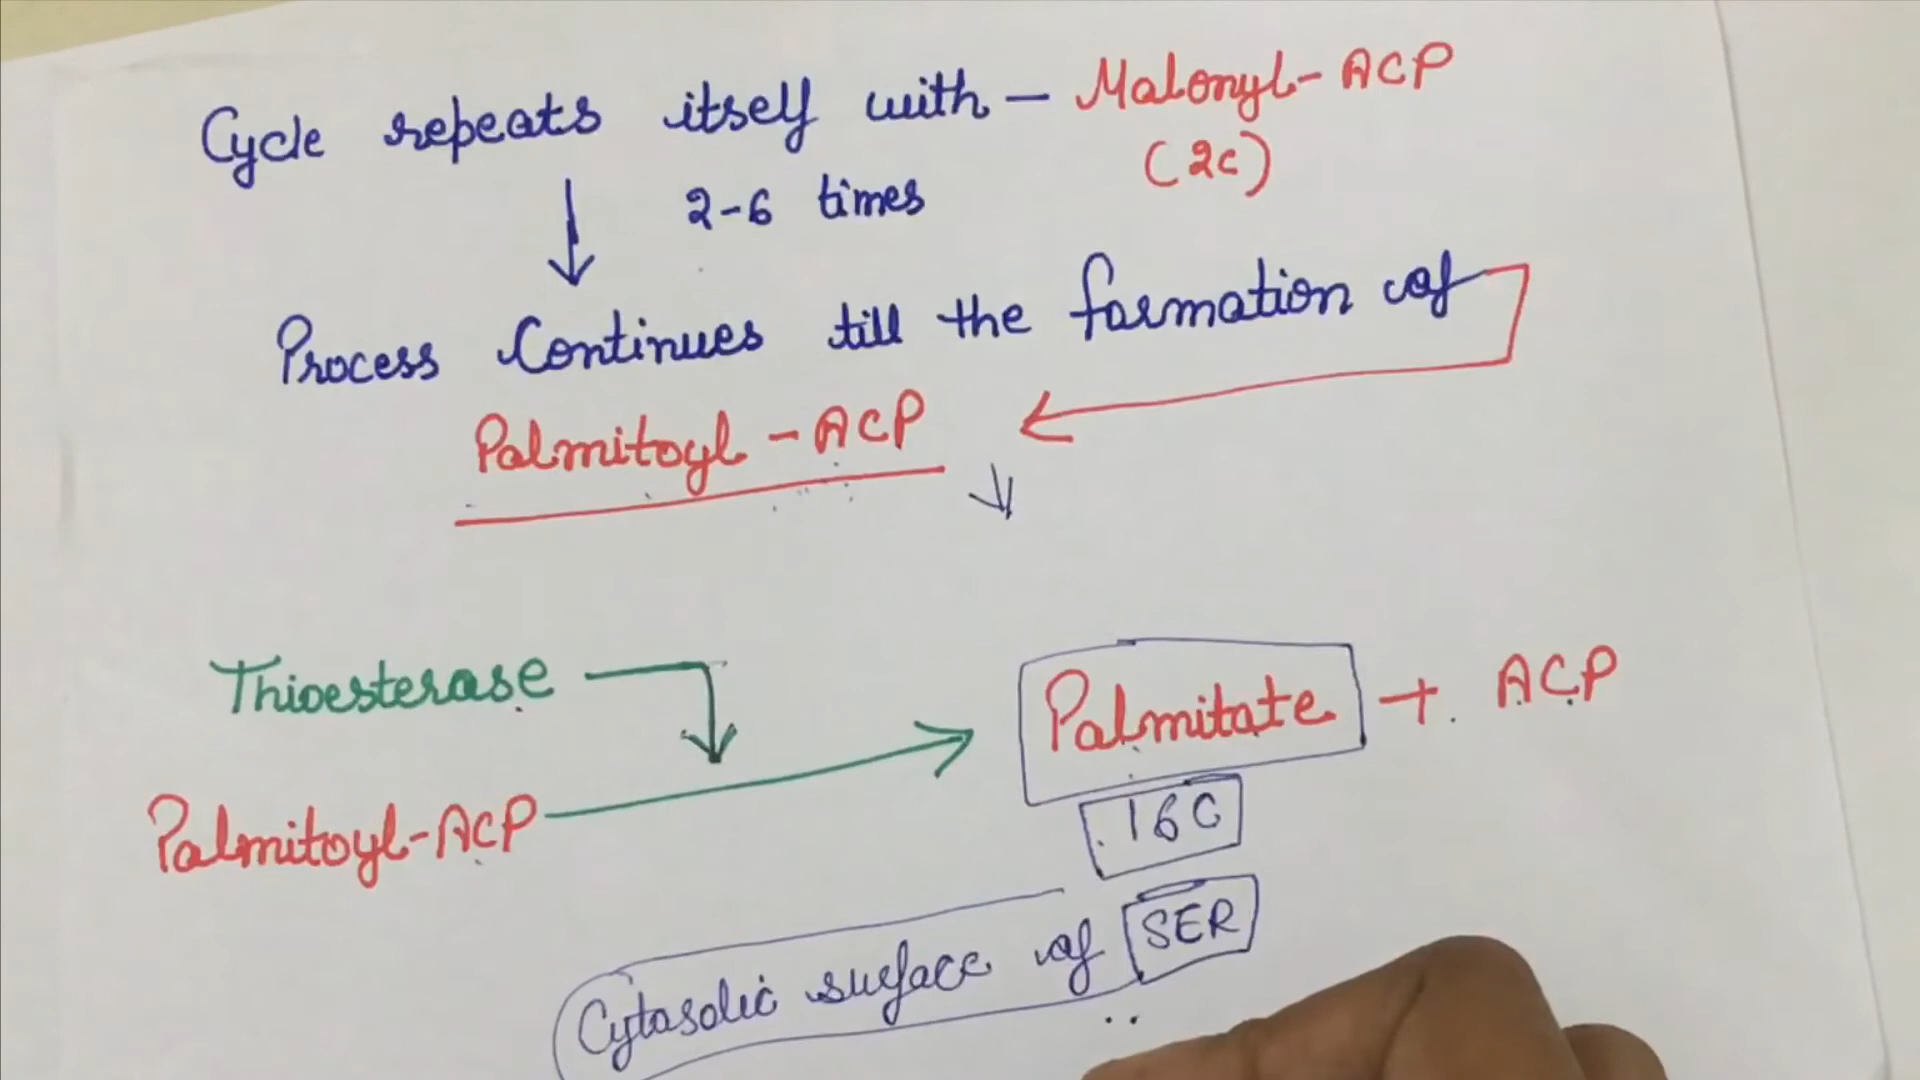 Cycle repeats itself with - Malonyl-ACP
(2C)
2-6 times
Process Continues till the formation of
Palmitoyl-ACP
Thioesterase
Palmitate + ACP
Palmitoyl-ACP
16C
Cytosolic surface of SER